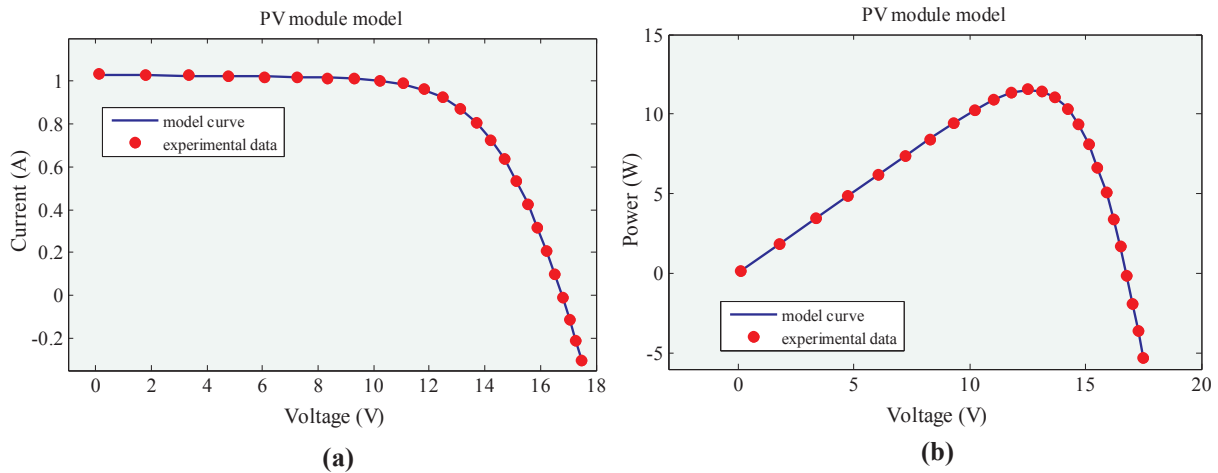 PV module model
Current (A)
1
0.8
0.6
0.4
0.2
0
-0.2
model curve
experimental data
0 2 4 6 8 10 12 14 16 18
Voltage (V)
(a)
PV module model
Power (W)
15
10
5
0
-5
model curve
experimental data
0 5 10 15 20
Voltage (V)
(b)